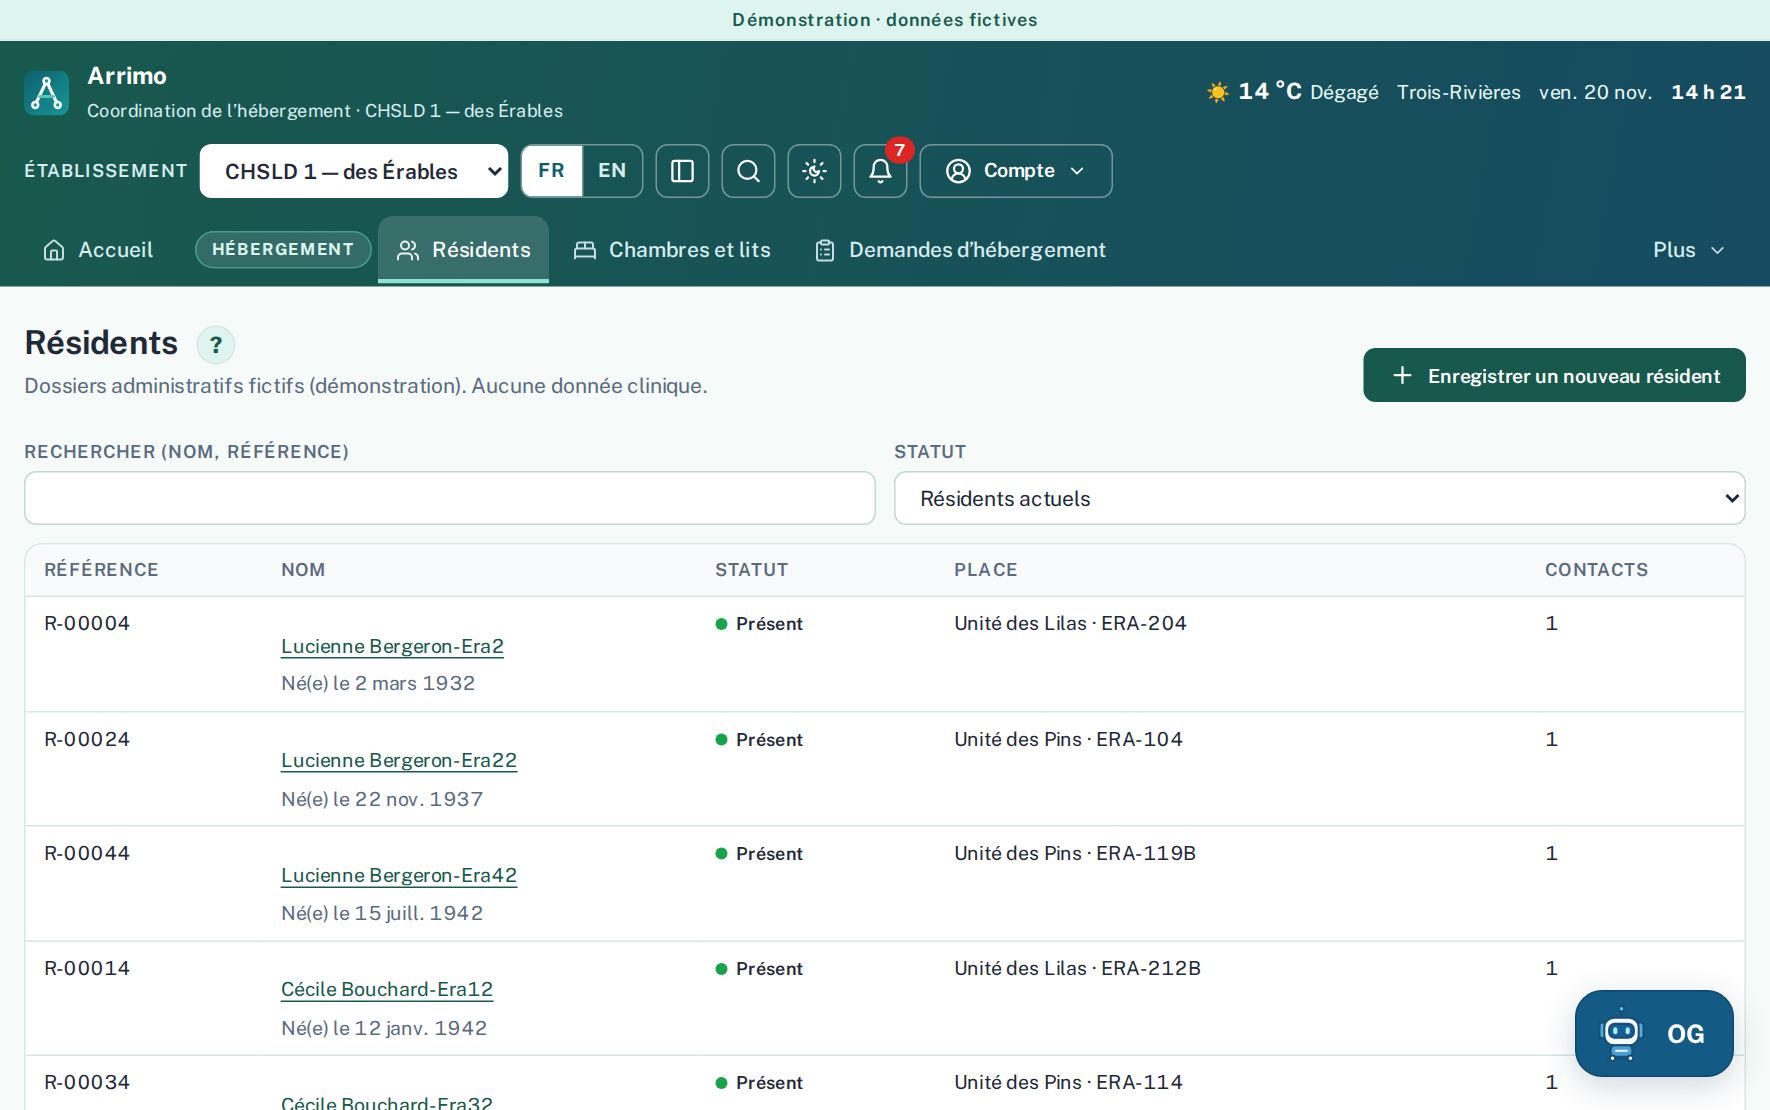 Démonstration · données fictives
Arrimo
Coordination de l'hébergement · CHSLD 1 — des Érables
14 °C Dégagé Trois-Rivières ven. 20 nov. 14 h 21
ÉTABLISSEMENT CHSLD 1 — des Érables FR EN 7 Compte
Accueil HÉBERGEMENT Résidents Chambres et lits Demandes d'hébergement Plus
Résidents ?
Dossiers administratifs fictifs (démonstration). Aucune donnée clinique.
+ Enregistrer un nouveau résident
RECHERCHER (NOM, RÉFÉRENCE) STATUT
Résidents actuels
RÉFÉRENCE NOM STATUT PLACE CONTACTS
R-00004 Présent Unité des Lilas · ERA-204 1
Lucienne Bergeron-Era2
Né(e) le 2 mars 1932
R-00024 Présent Unité des Pins · ERA-104 1
Lucienne Bergeron-Era22
Né(e) le 22 nov. 1937
R-00044 Présent Unité des Pins · ERA-119B 1
Lucienne Bergeron-Era42
Né(e) le 15 juill. 1942
R-00014 Présent Unité des Lilas · ERA-212B 1
Cécile Bouchard-Era12
Né(e) le 12 janv. 1942
OG
R-00034 Présent Unité des Pins · ERA-114 1
Cécile Bouchard-Era32